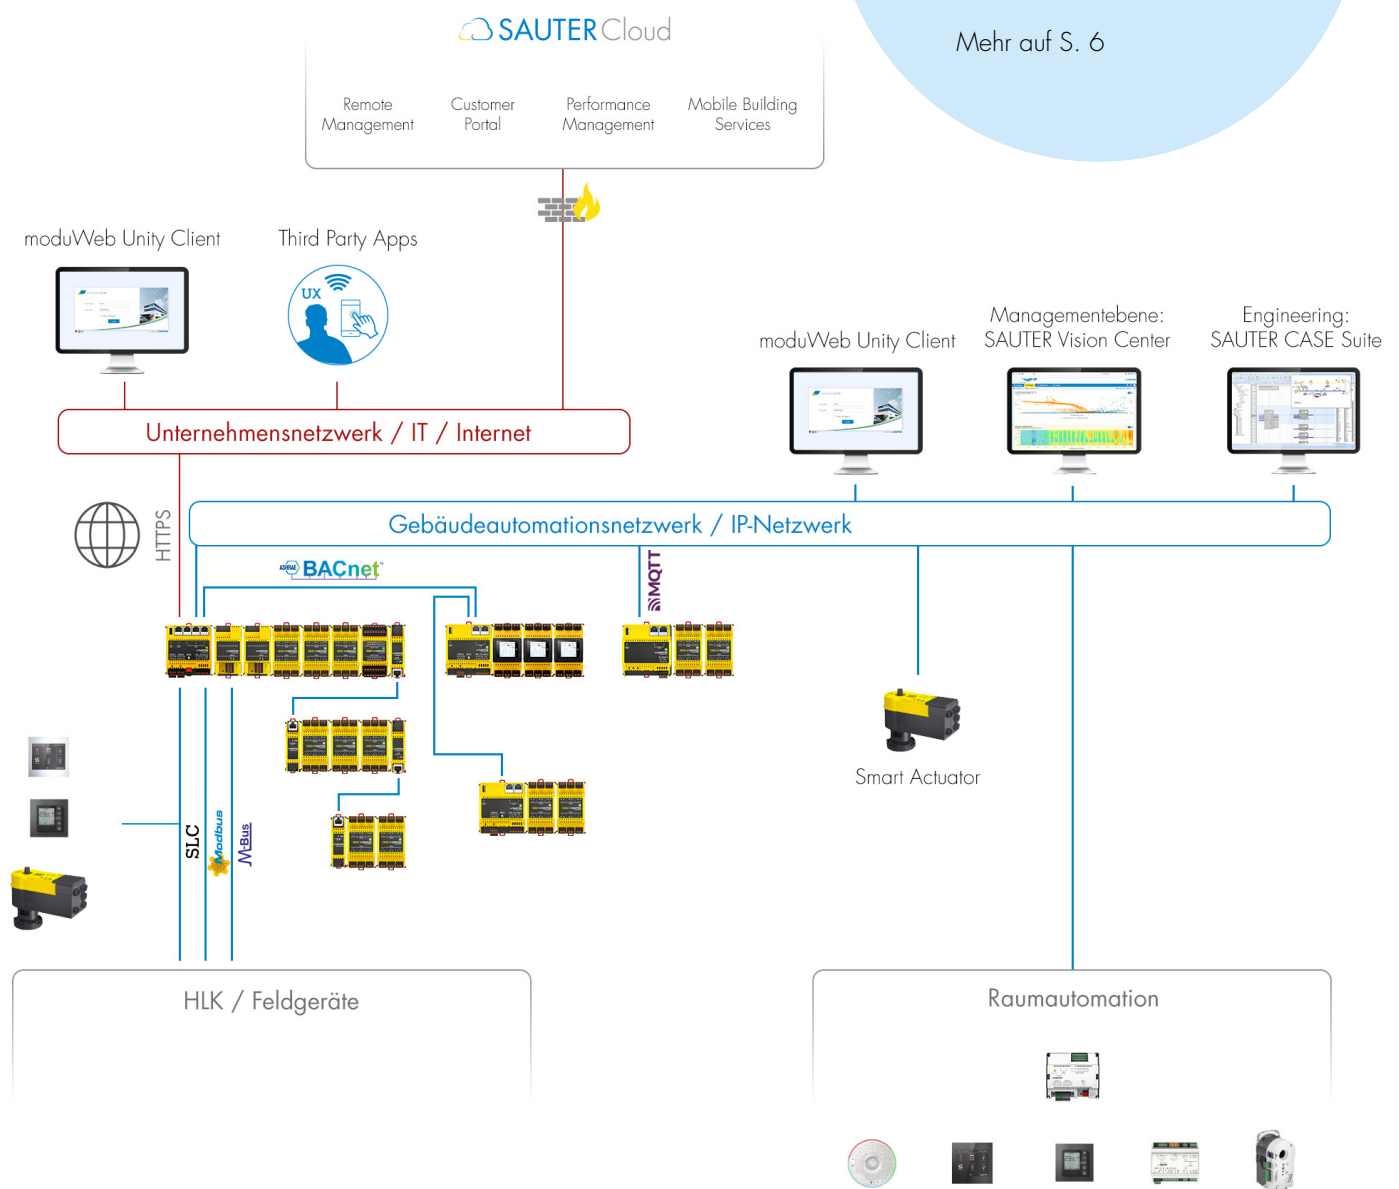 SAUTER Cloud
Mehr auf S. 6
Remote
Management
Customer
Portal
Performance
Management
Mobile Building
Services
moduWeb Unity Client
Third Party Apps
UX
moduWeb Unity Client
Managementebene:
SAUTER Vision Center
Engineering:
SAUTER CASE Suite
Unternehmensnetzwerk / IT / Internet
HTTPS
Gebäudeautomationsnetzwerk / IP-Netzwerk
ASHRAE BACnet™
MQTT
Smart Actuator
SLC
Modbus
M-Bus
HLK / Feldgeräte
Raumautomation